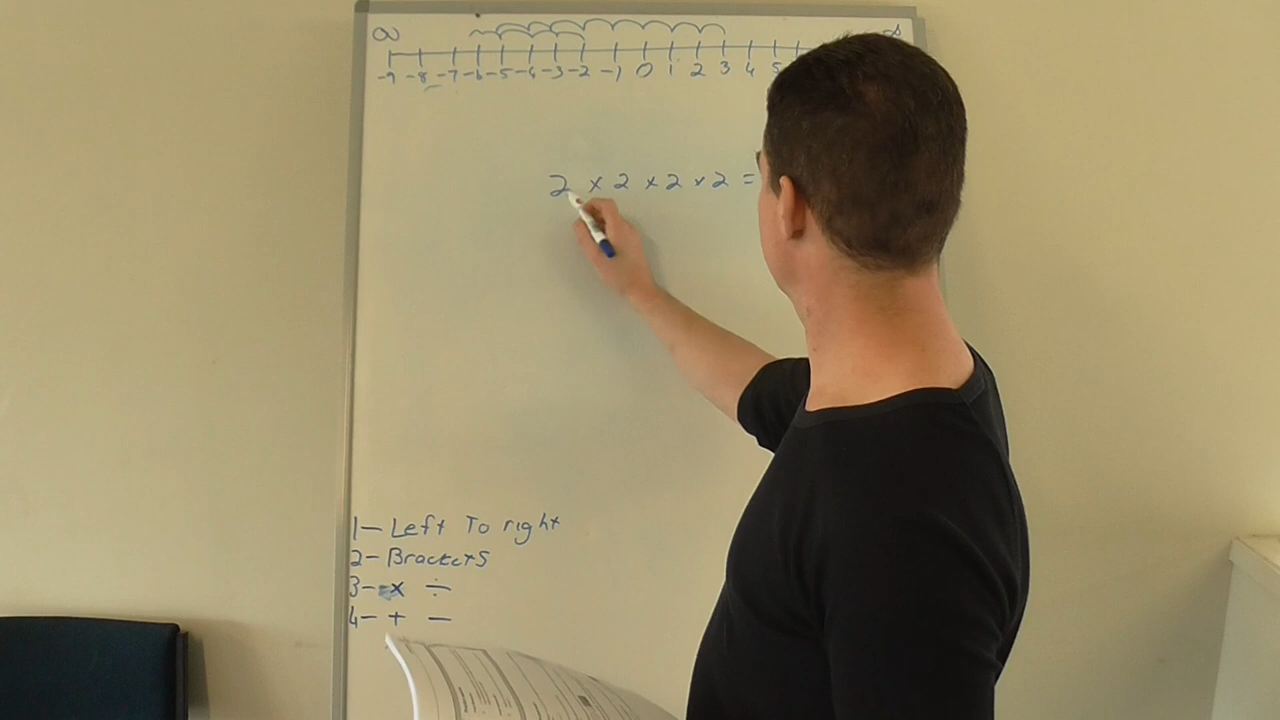 ∞ ∞
-9 -8 -7 -6 -5 -4 -3 -2 -1 0 1 2 3 4 5
2 × 2 × 2 × 2 =
1- Left To right
2- Brackets
3- × ÷
4- + -